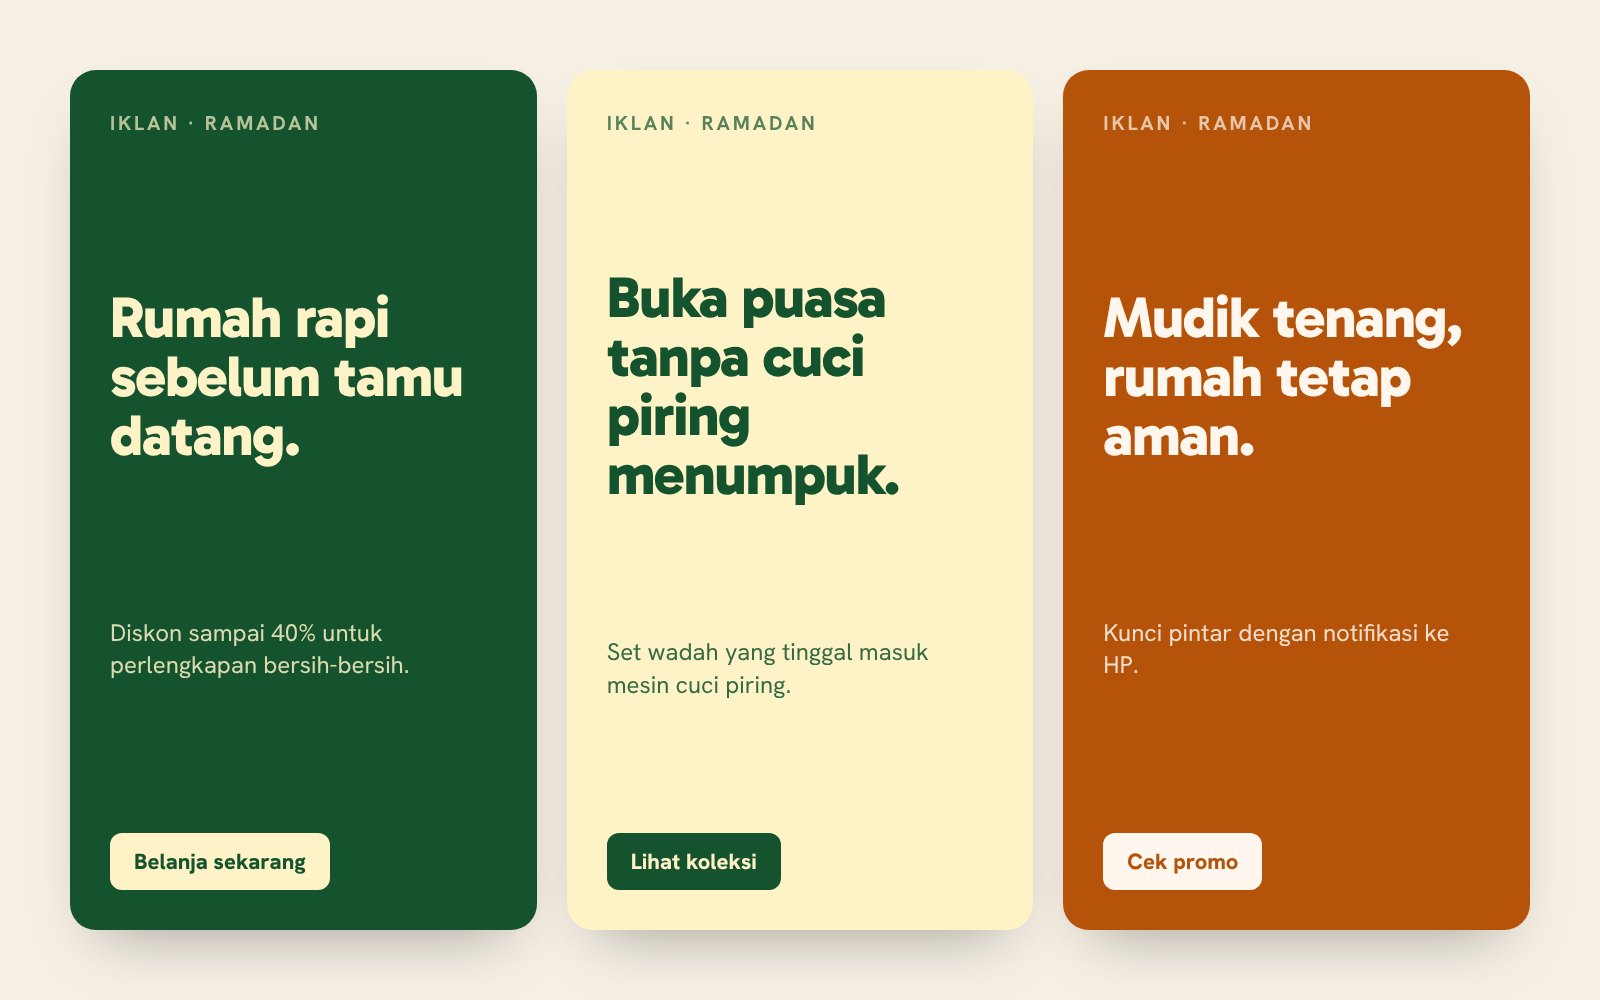 IKLAN · RAMADAN
Rumah rapi
sebelum tamu
datang.
Diskon sampai 40% untuk
perlengkapan bersih-bersih.
Belanja sekarang
IKLAN · RAMADAN
Buka puasa
tanpa cuci
piring
menumpuk.
Set wadah yang tinggal masuk
mesin cuci piring.
Lihat koleksi
IKLAN · RAMADAN
Mudik tenang,
rumah tetap
aman.
Kunci pintar dengan notifikasi ke
HP.
Cek promo